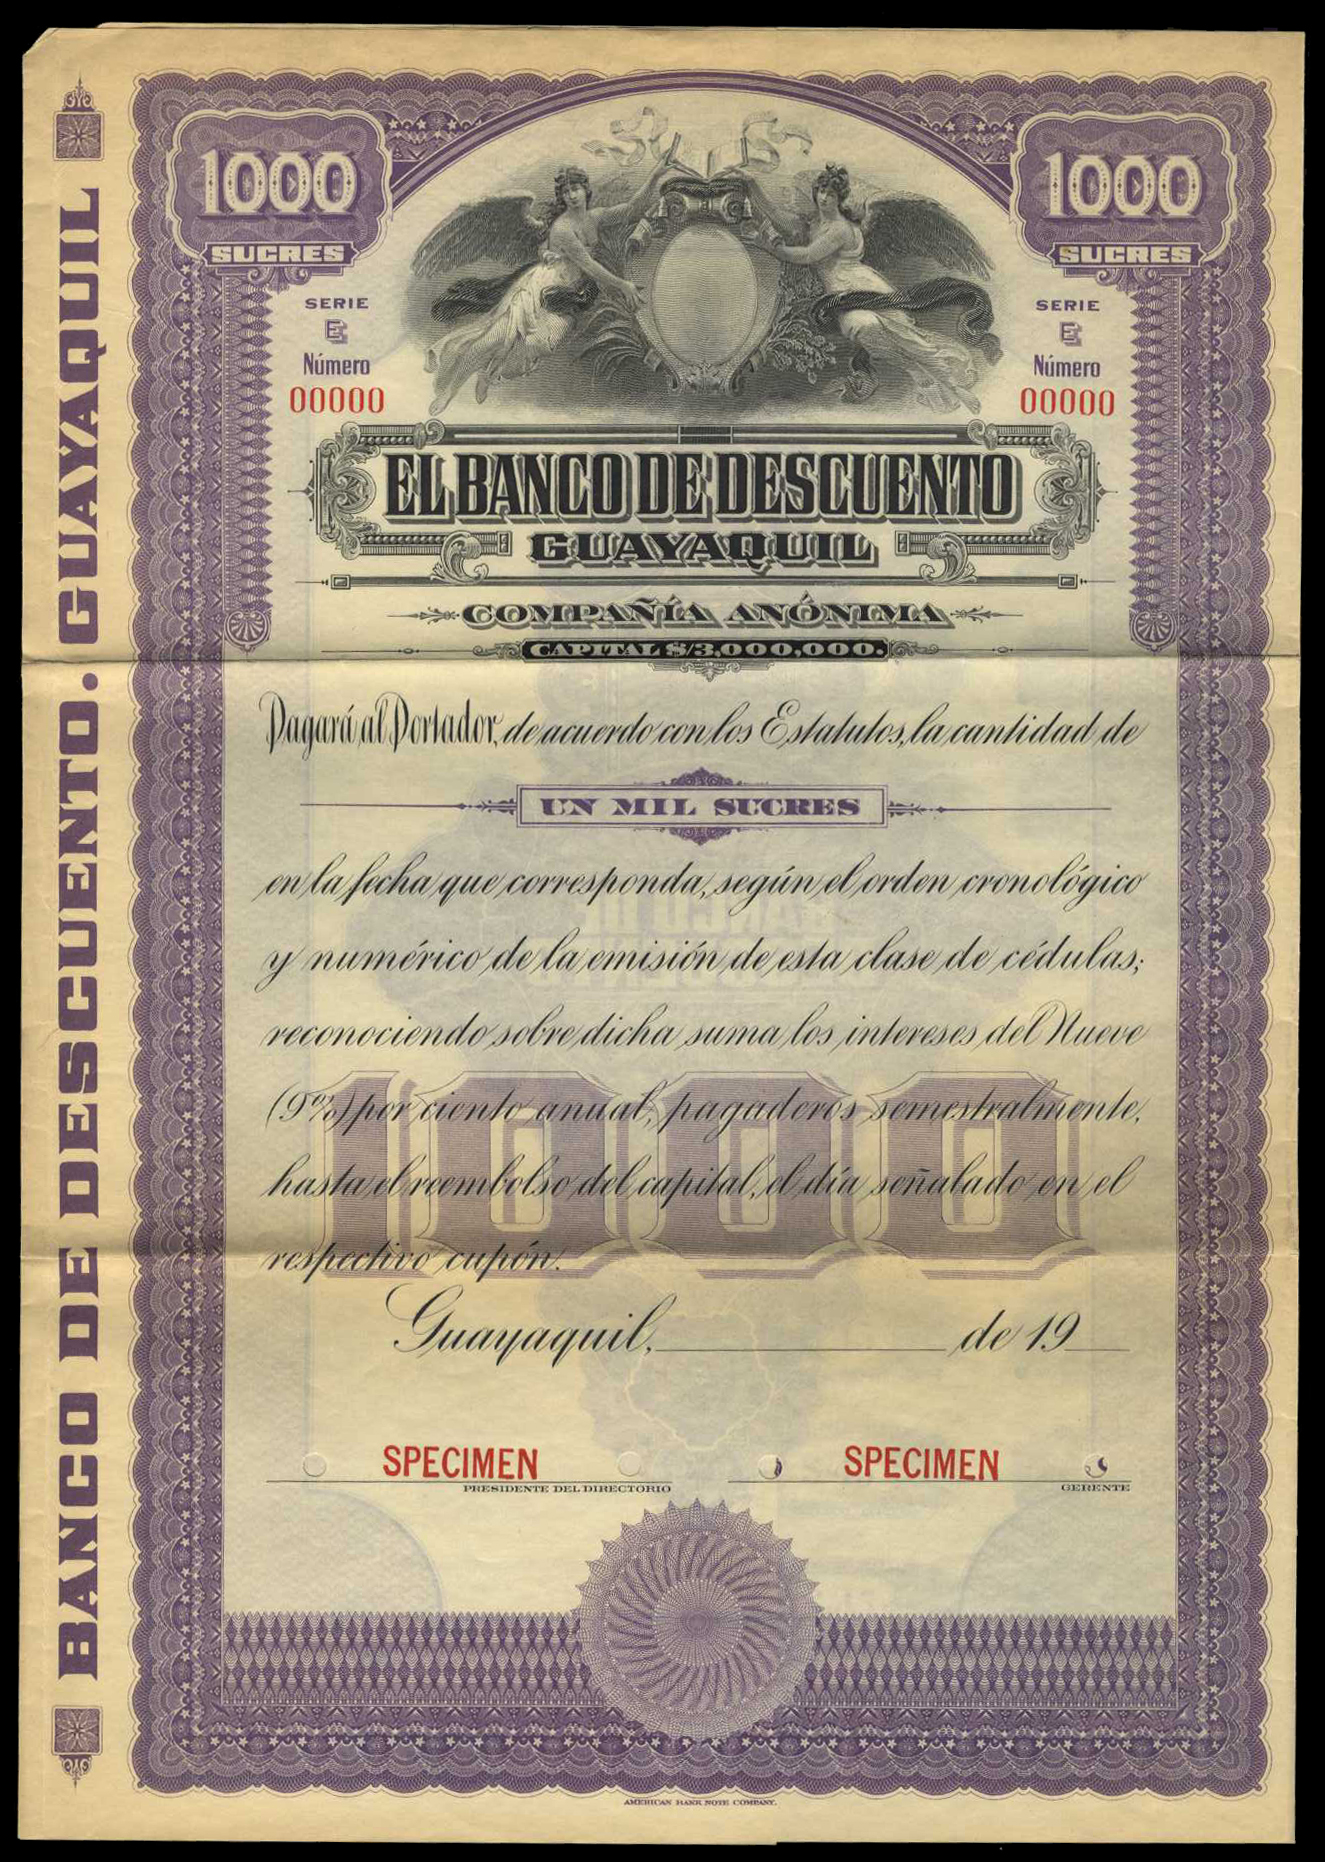 BANCO DE DESCUENTO. GUAYAQUIL
1000
SUCRES
1000
SUCRES
SERIE
E
Número
00000
SERIE
E
Número
00000
EL BANCO DE DESCUENTO
GUAYAQUIL
COMPAÑÍA ANÓNIMA
CAPITAL S/3,000,000.
Pagará al Portador, de acuerdo con los Estatutos, la cantidad de
UN MIL SUCRES
en la fecha que corresponda, según el orden cronológico
y numérico de la emisión de esta clase de cédulas;
reconociendo sobre dicha suma los intereses del Nueve
(9%) por ciento anual, pagaderos semestralmente,
hasta el reembolso del capital, el día señalado en el
respectivo cupón.
1000
Guayaquil, de 19
SPECIMEN
PRESIDENTE DEL DIRECTORIO
SPECIMEN
GERENTE
AMERICAN BANK NOTE COMPANY.